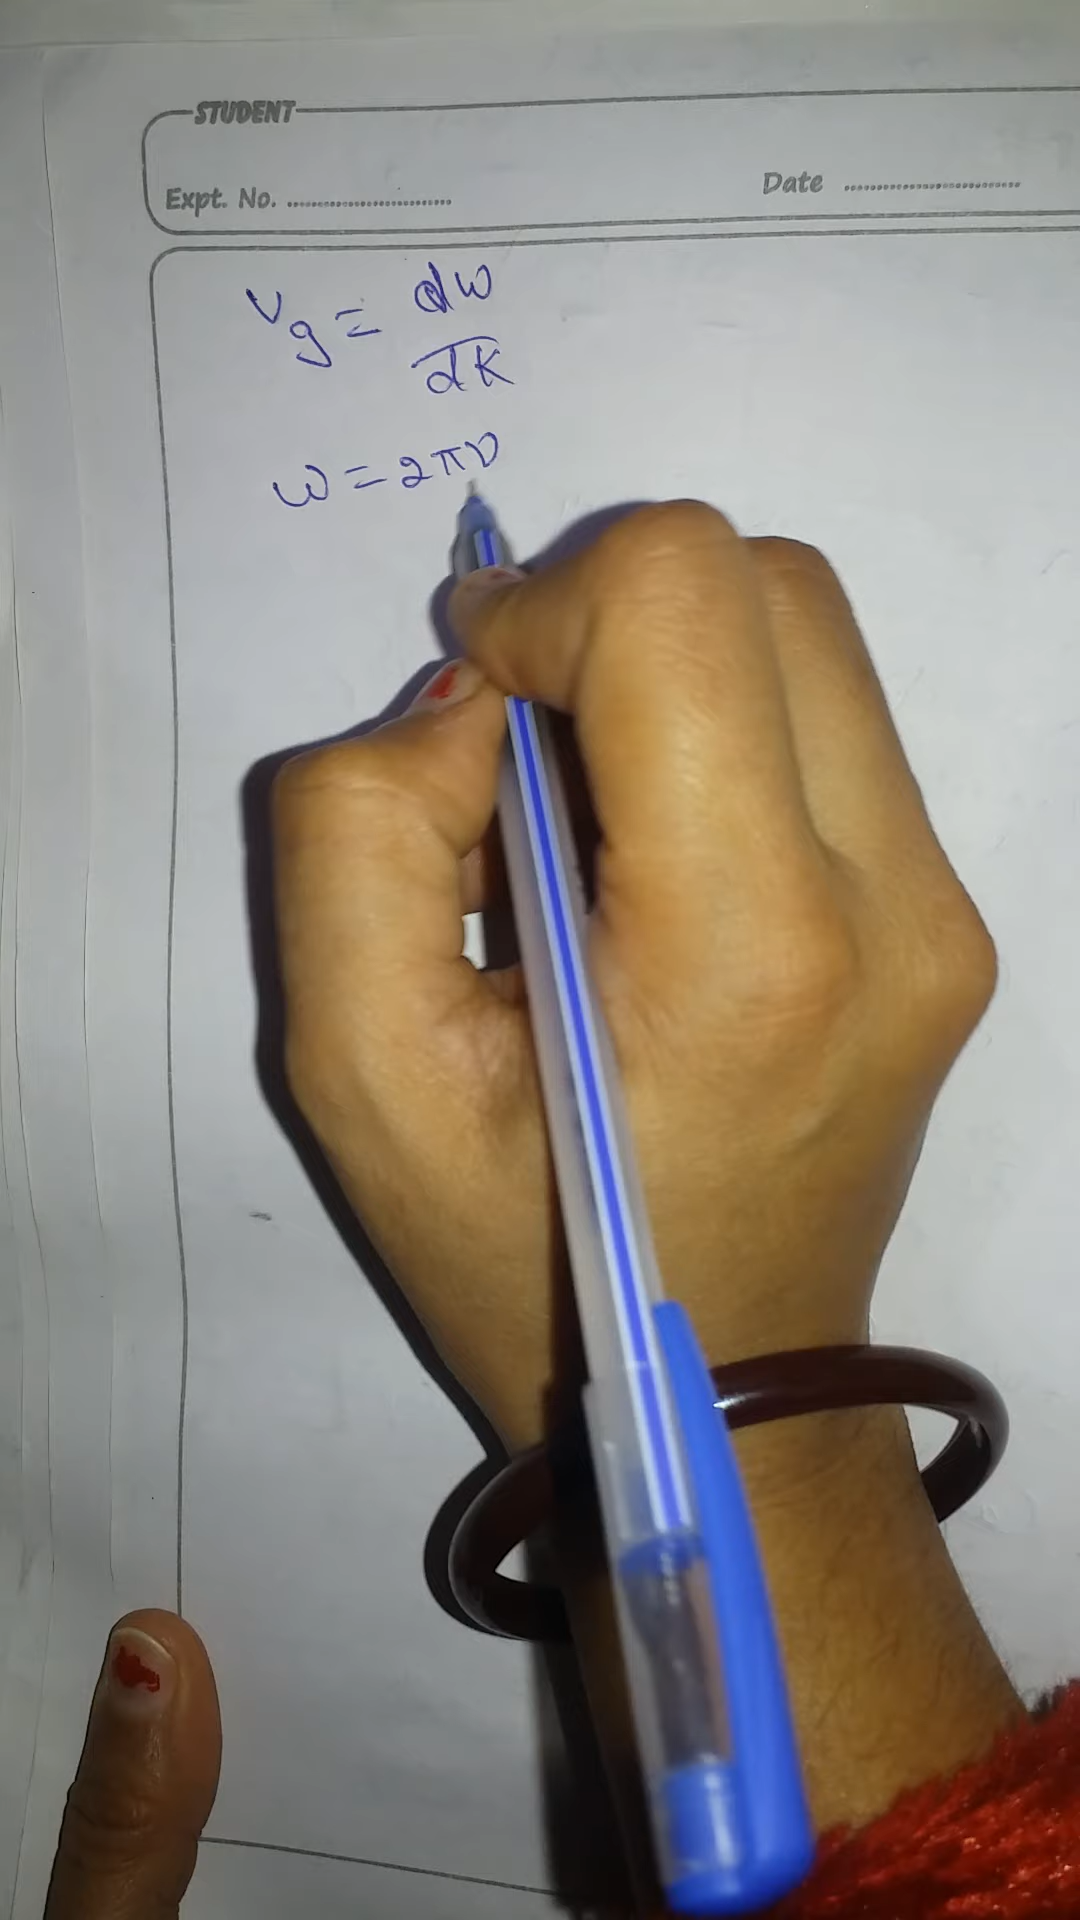 STUDENT
Expt. No. ........................ Date ..............................
Vg = dω
dK
ω = 2πν